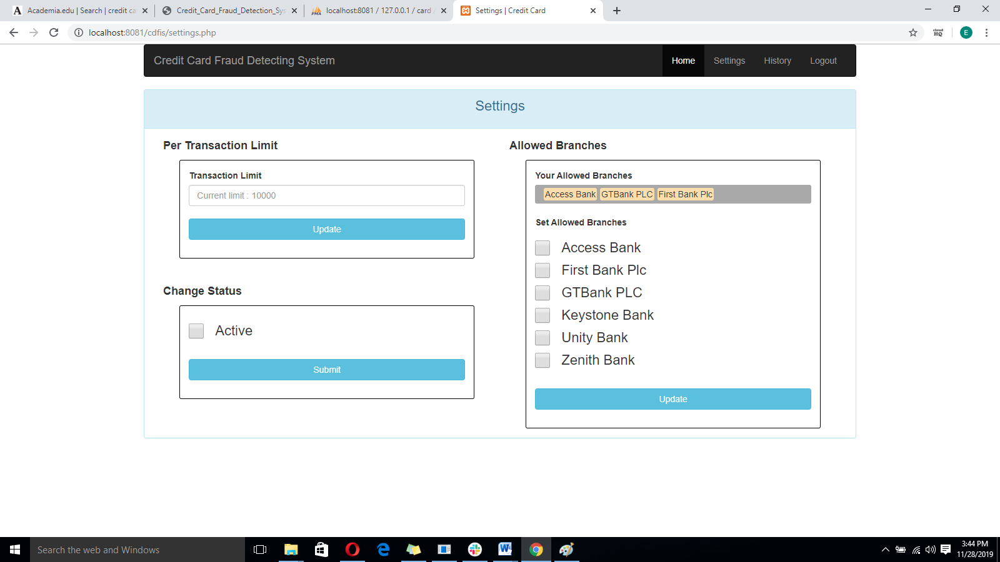 Academia.edu | Search | credit ca
Credit_Card_Fraud_Detection_Sys
localhost:8081 / 127.0.0.1 / card /
Settings | Credit Card
localhost:8081/cdfis/settings.php
cloud HQ
E
Credit Card Fraud Detecting System
Home
Settings
History
Logout
Settings
Per Transaction Limit
Transaction Limit
Current limit : 10000
Update
Change Status
Active
Submit
Allowed Branches
Your Allowed Branches
Access Bank GTBank PLC First Bank Plc
Set Allowed Branches
Access Bank
First Bank Plc
GTBank PLC
Keystone Bank
Unity Bank
Zenith Bank
Update
Search the web and Windows
3:44 PM
11/28/2019